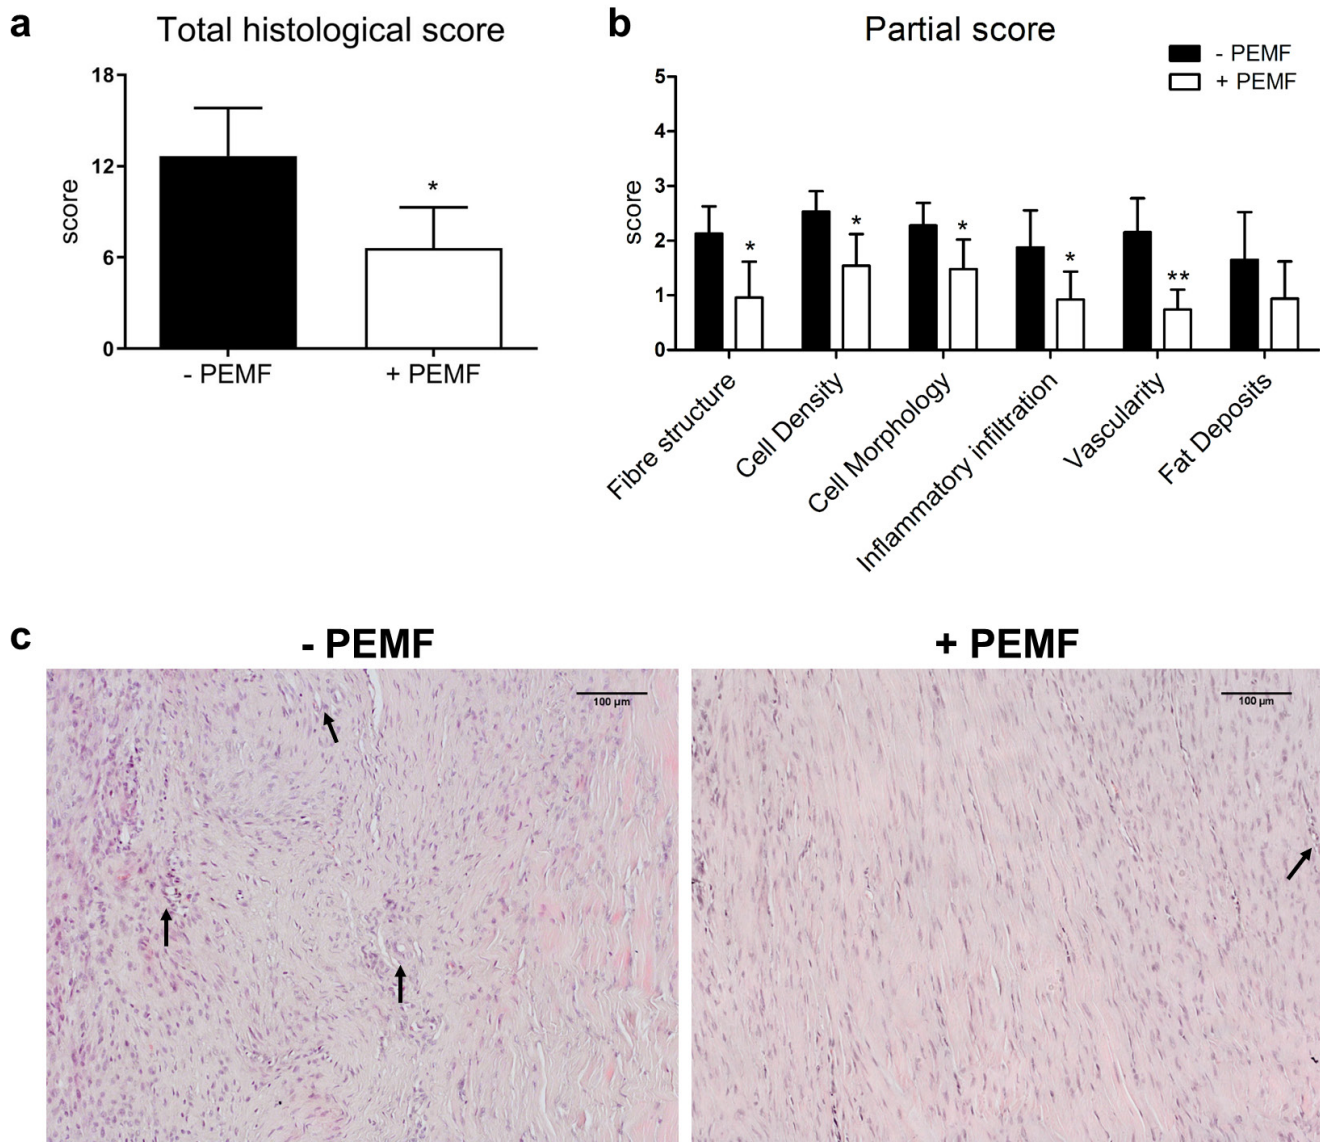 a
Total histological score
18
12
6
0
score
*
- PEMF
+ PEMF
b
Partial score
- PEMF
+ PEMF
5
4
3
2
1
0
score
*
*
*
*
**
Fibre structure
Cell Density
Cell Morphology
Inflammatory infiltration
Vascularity
Fat Deposits
c
- PEMF
+ PEMF
100 µm
100 µm